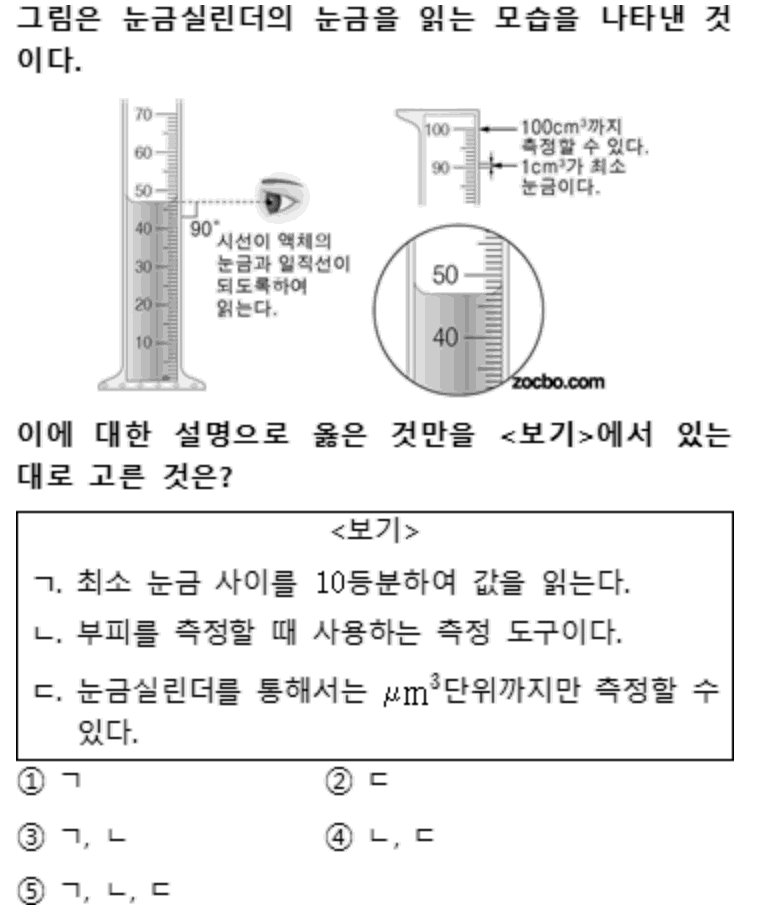 그림은 눈금실린더의 눈금을 읽는 모습을 나타낸 것
이다.
70
60
50
40
30
20
10
90°
시선이 액체의
눈금과 일직선이
되도록하여
읽는다.
100
90
100cm³까지
측정할 수 있다.
1cm³가 최소
눈금이다.
50
40
zocbo.com
이에 대한 설명으로 옳은 것만을 <보기>에서 있는
대로 고른 것은?
<보기>
ㄱ. 최소 눈금 사이를 10등분하여 값을 읽는다.
ㄴ. 부피를 측정할 때 사용하는 측정 도구이다.
ㄷ. 눈금실린더를 통해서는 μm³단위까지만 측정할 수
있다.
① ㄱ ② ㄷ
③ ㄱ, ㄴ ④ ㄴ, ㄷ
⑤ ㄱ, ㄴ, ㄷ